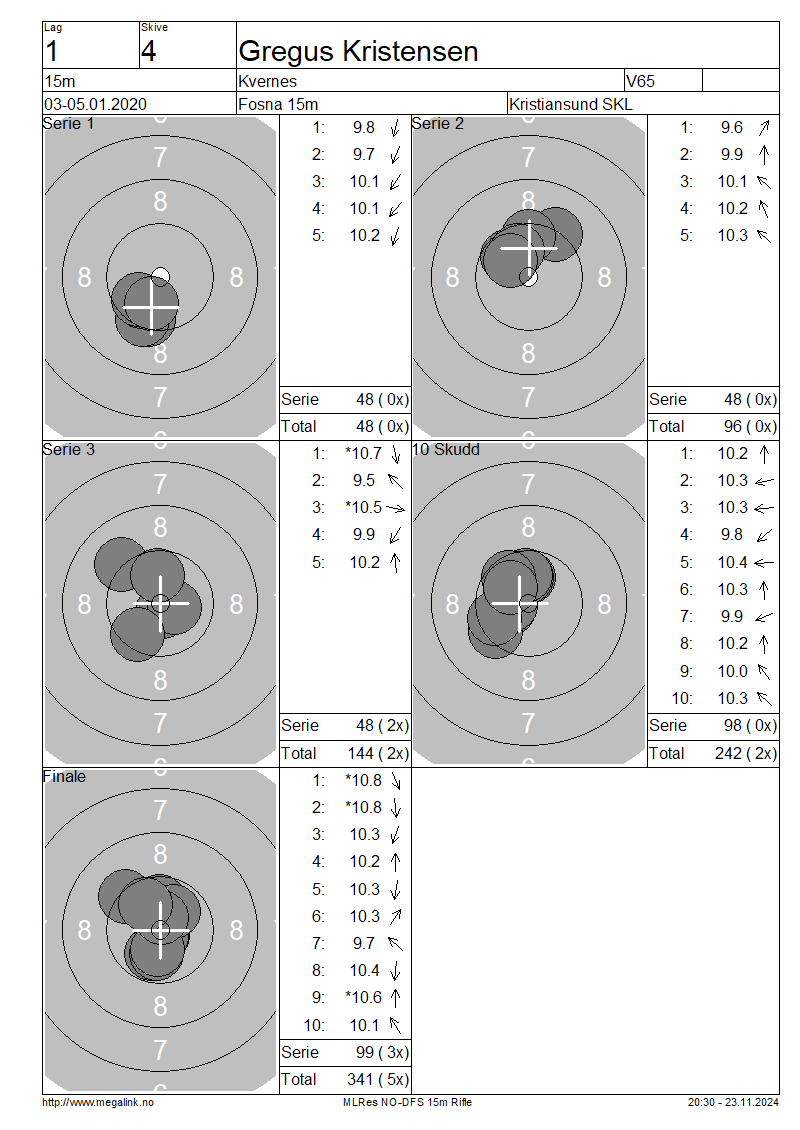 Lag
Skive
1
4
Gregus Kristensen
15m
Kvernes
V65
03-05.01.2020
Fosna 15m
Kristiansund SKL
Serie 1
7
8
8
8
8
7
1: 9.8
2: 9.7
3: 10.1
4: 10.1
5: 10.2
Serie 48 ( 0x)
Total 48 ( 0x)
Serie 2
7
8
8
8
8
7
1: 9.6
2: 9.9
3: 10.1
4: 10.2
5: 10.3
Serie 48 ( 0x)
Total 96 ( 0x)
Serie 3
7
8
8
8
8
7
1: *10.7
2: 9.5
3: *10.5
4: 9.9
5: 10.2
Serie 48 ( 2x)
Total 144 ( 2x)
10 Skudd
7
8
8
8
8
7
1: 10.2
2: 10.3
3: 10.3
4: 9.8
5: 10.4
6: 10.3
7: 9.9
8: 10.2
9: 10.0
10: 10.3
Serie 98 ( 0x)
Total 242 ( 2x)
Finale
7
8
8
8
8
7
1: *10.8
2: *10.8
3: 10.3
4: 10.2
5: 10.3
6: 10.3
7: 9.7
8: 10.4
9: *10.6
10: 10.1
Serie 99 ( 3x)
Total 341 ( 5x)
http://www.megalink.no
MLRes NO-DFS 15m Rifle
20:30 - 23.11.2024